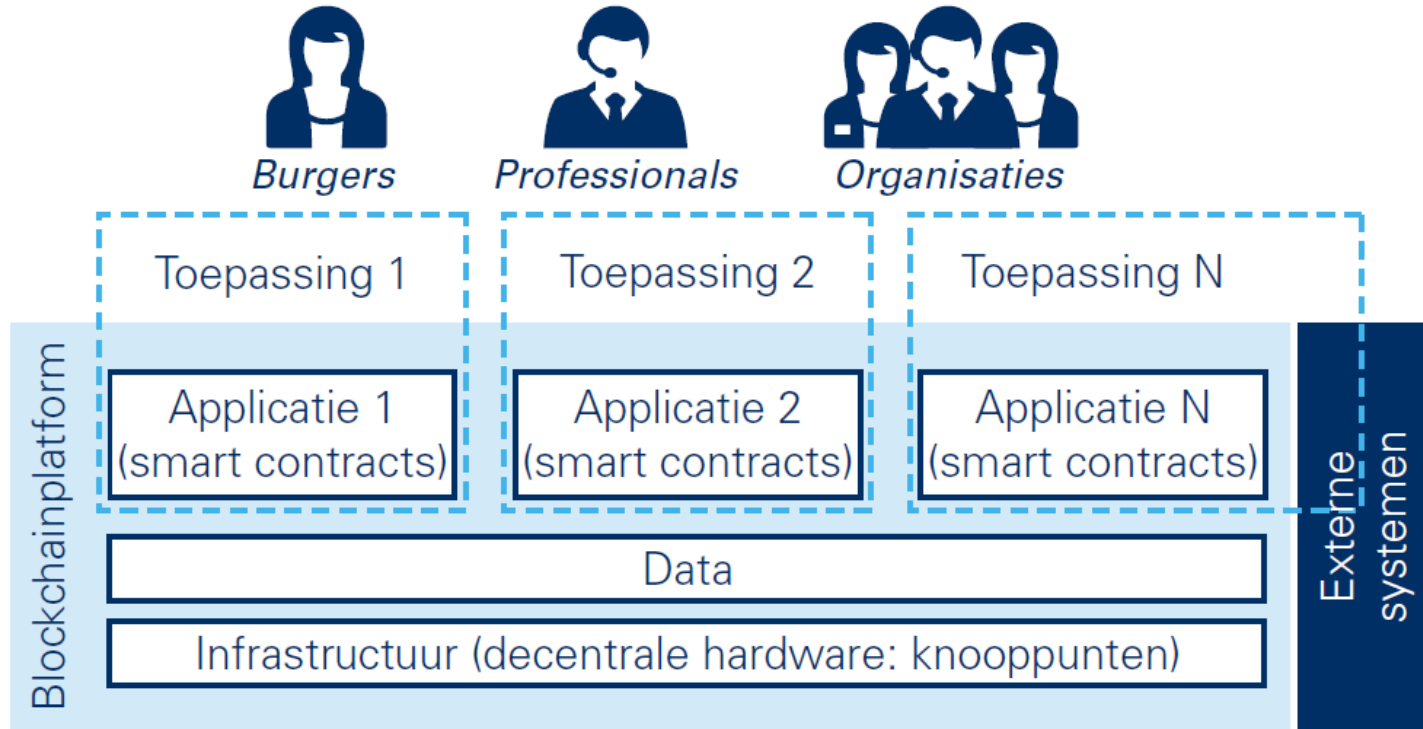 Burgers
Professionals
Organisaties
Toepassing 1
Toepassing 2
Toepassing N
Blockchainplatform
Applicatie 1
(smart contracts)
Applicatie 2
(smart contracts)
Applicatie N
(smart contracts)
Externe
systemen
Data
Infrastructuur (decentrale hardware: knooppunten)